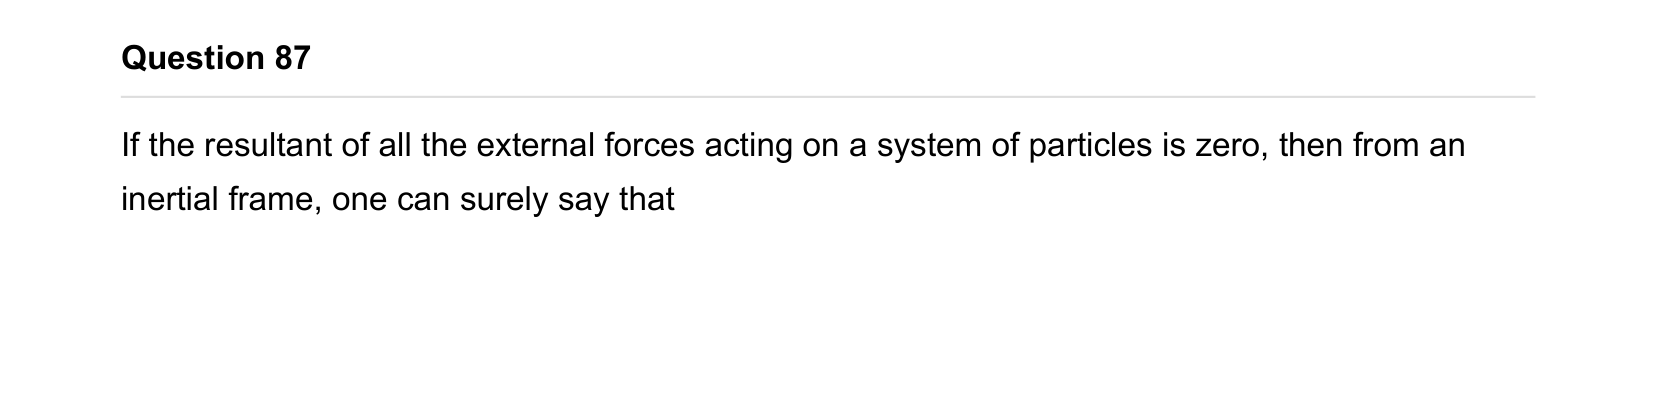 Question 87
If the resultant of all the external forces acting on a system of particles is zero, then from an
inertial frame, one can surely say that